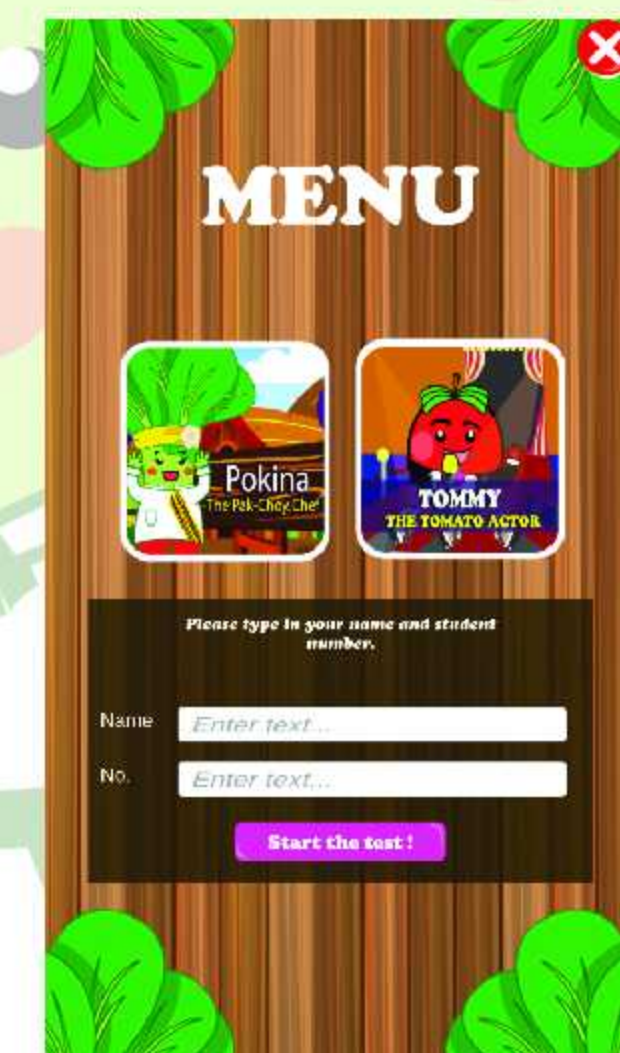 MENU
Pokina
The Pak-Choy Chef
TOMMY
THE TOMATO ACTOR
Please type in your name and student
number.
Name
Enter text...
No.
Enter text...
Start the test !